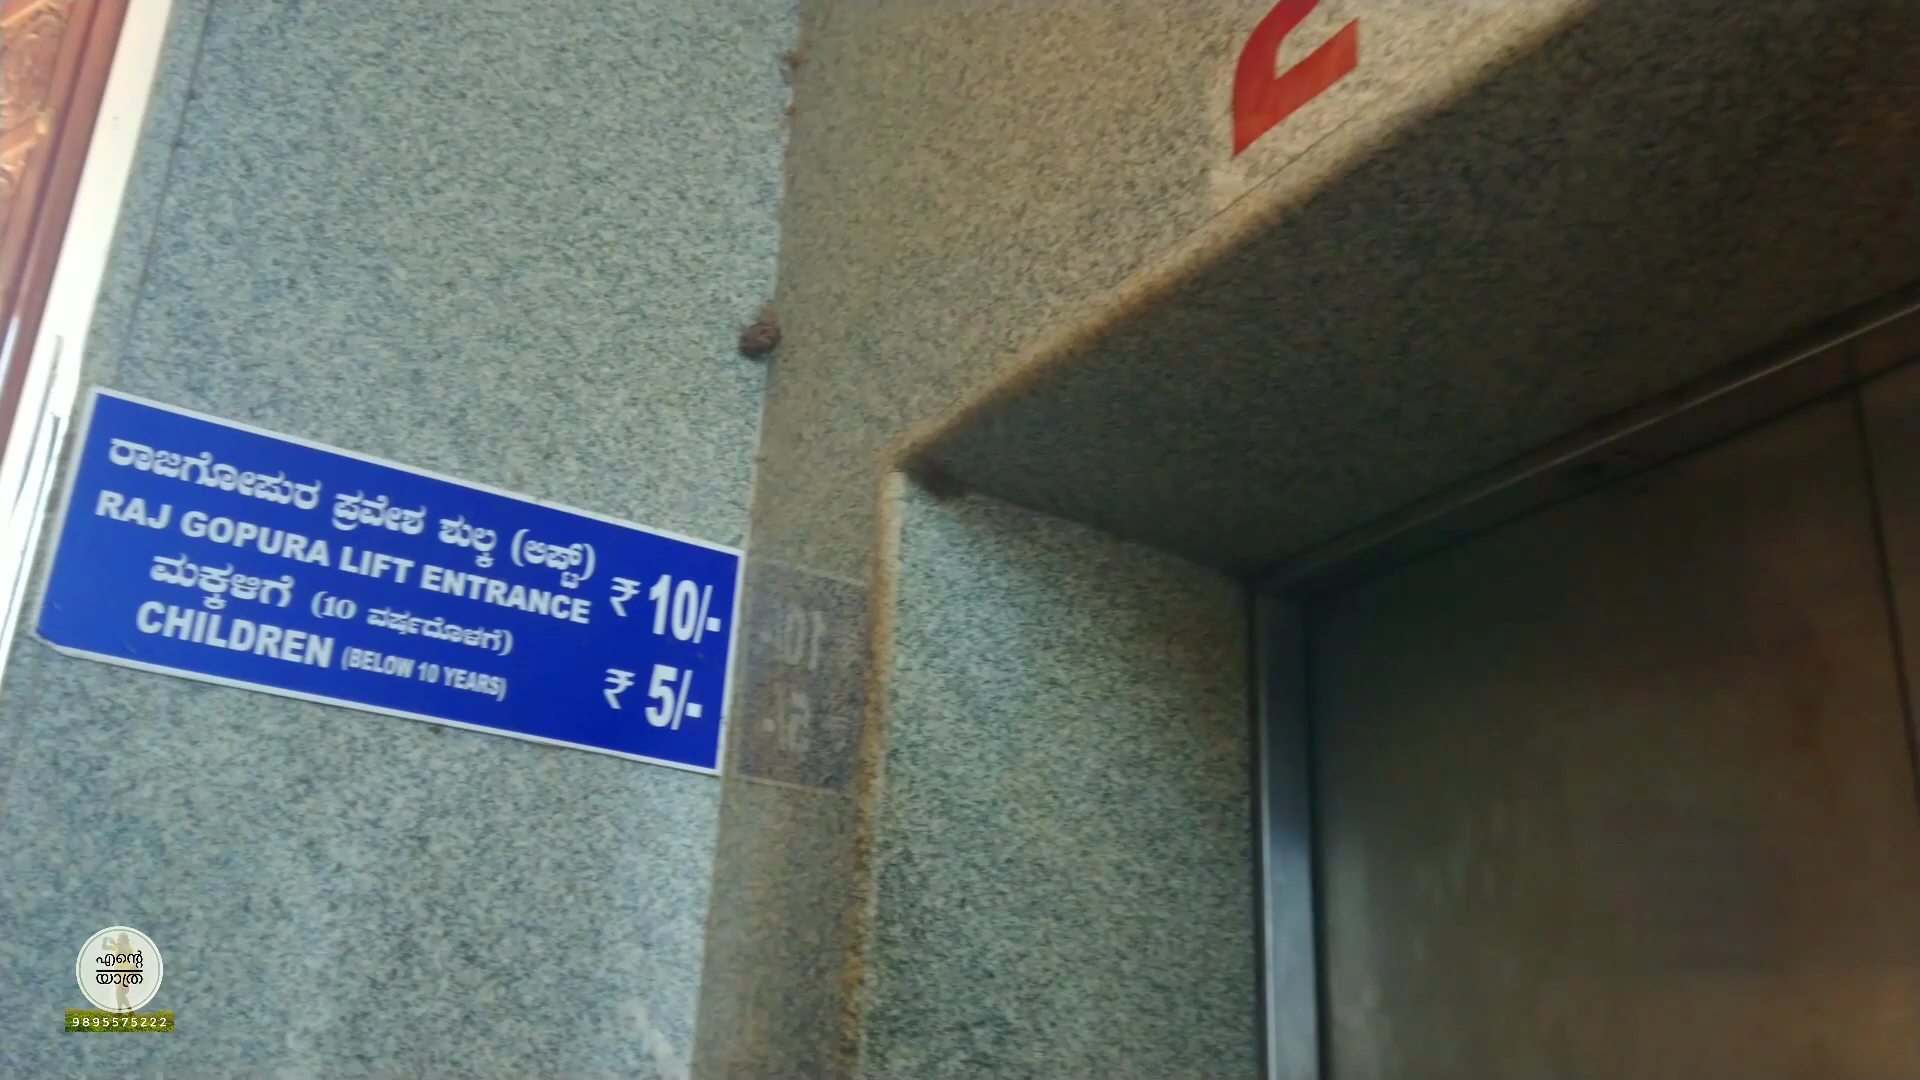 ರಾಜಗೋಪುರ ಪ್ರವೇಶ ಶುಲ್ಕ (ಲಿಫ್ಟ್)
RAJ GOPURA LIFT ENTRANCE ₹ 10/-
ಮಕ್ಕಳಿಗೆ (10 ವರ್ಷದೊಳಗೆ)
CHILDREN (BELOW 10 YEARS) ₹ 5/-
എന്റെ
യാത്ര
9895575222